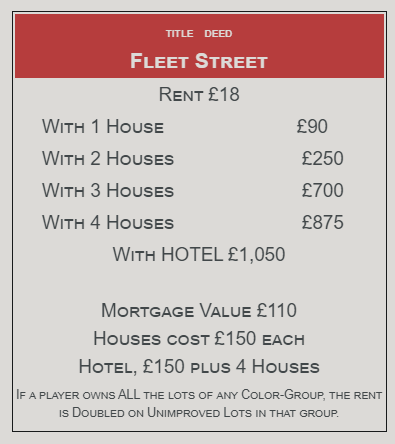 TITLE DEED
FLEET STREET
RENT £18
WITH 1 HOUSE £90
WITH 2 HOUSES £250
WITH 3 HOUSES £700
WITH 4 HOUSES £875
WITH HOTEL £1,050
MORTGAGE VALUE £110
HOUSES COST £150 EACH
HOTEL, £150 PLUS 4 HOUSES
IF A PLAYER OWNS ALL THE LOTS OF ANY COLOR-GROUP, THE RENT
IS DOUBLED ON UNIMPROVED LOTS IN THAT GROUP.